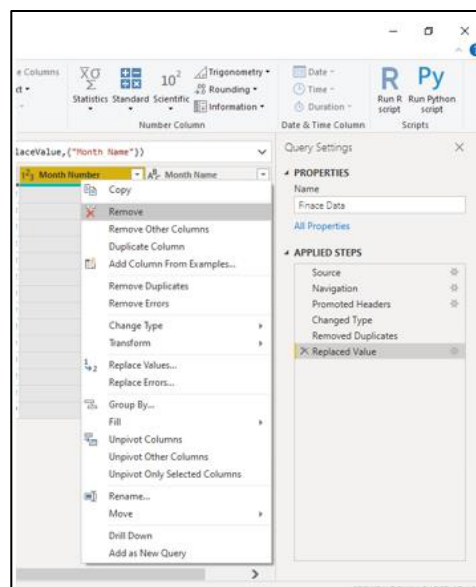 e Columns
ct
Statistics Standard Scientific
10²
Trigonometry
Rounding
Information
Number Column
Date
Time
Duration
Date & Time Column
R
Run R script
Py
Run Python script
Scripts
laceValue,{"Month Name"})
1²3 Month Number
Month Name
Copy
Remove
Remove Other Columns
Duplicate Column
Add Column From Examples...
Remove Duplicates
Remove Errors
Change Type
Transform
Replace Values...
Replace Errors...
Group By...
Fill
Unpivot Columns
Unpivot Other Columns
Unpivot Only Selected Columns
Rename...
Move
Drill Down
Add as New Query
Query Settings
PROPERTIES
Name
Finace Data
All Properties
APPLIED STEPS
Source
Navigation
Promoted Headers
Changed Type
Removed Duplicates
Replaced Value